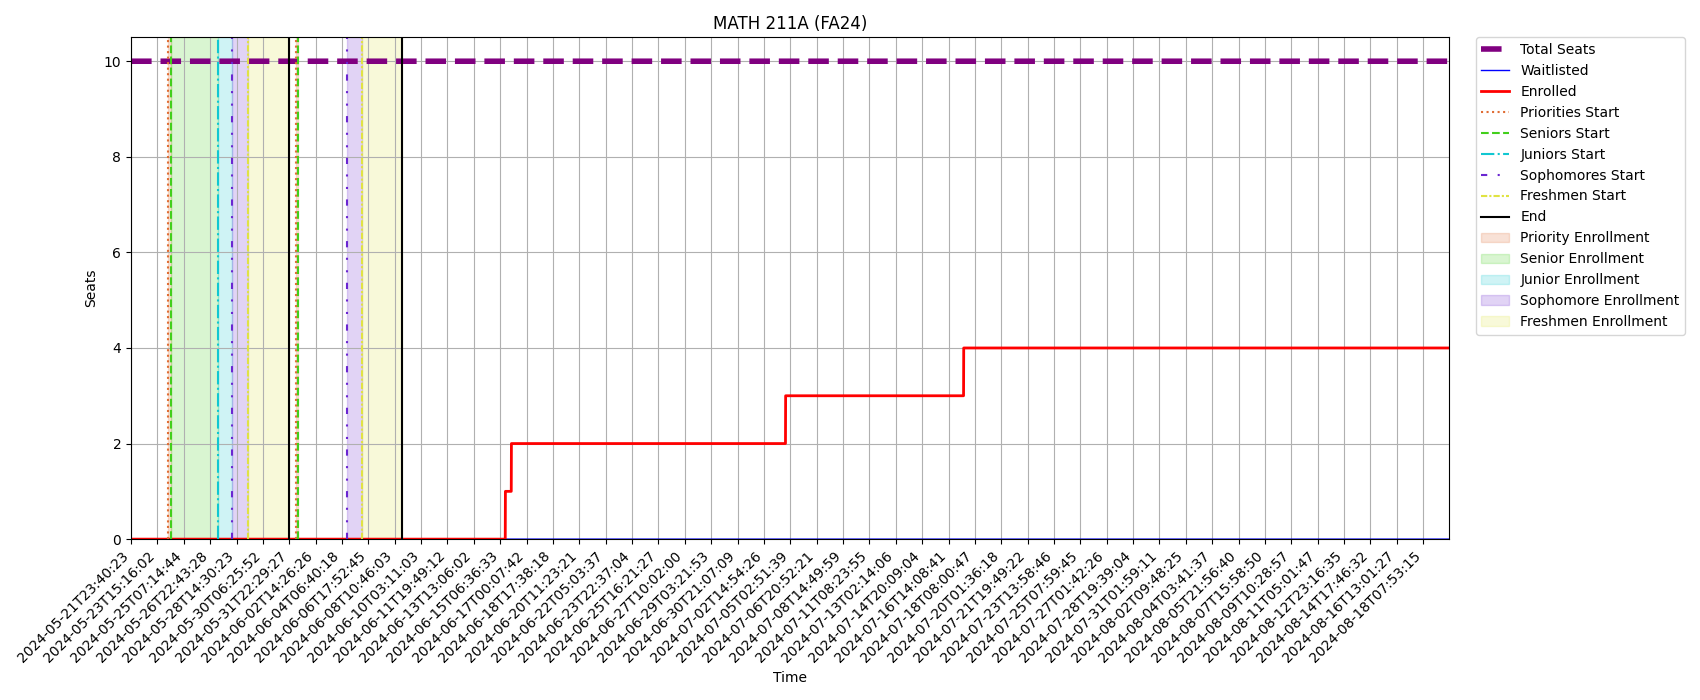 MATH 211A (FA24)
10
8
6
4
2
0
Seats
2024-05-21T23:40:23
2024-05-23T15:16:02
2024-05-25T07:14:44
2024-05-26T22:43:28
2024-05-28T14:30:23
2024-05-30T06:25:52
2024-05-31T22:29:27
2024-06-02T14:26:26
2024-06-04T06:40:18
2024-06-06T17:52:45
2024-06-08T10:46:03
2024-06-10T03:11:03
2024-06-11T19:49:12
2024-06-13T13:06:02
2024-06-15T06:36:33
2024-06-17T00:07:42
2024-06-18T17:38:18
2024-06-20T11:23:21
2024-06-22T05:03:37
2024-06-23T22:37:04
2024-06-25T16:21:27
2024-06-27T10:02:00
2024-06-29T03:21:53
2024-06-30T21:07:09
2024-07-02T14:54:26
2024-07-05T02:51:39
2024-07-06T20:52:21
2024-07-08T14:49:59
2024-07-11T08:23:55
2024-07-13T02:14:06
2024-07-14T20:09:04
2024-07-16T14:08:41
2024-07-18T08:00:47
2024-07-20T01:36:18
2024-07-21T19:49:22
2024-07-23T13:58:46
2024-07-25T07:59:45
2024-07-27T01:42:26
2024-07-28T19:39:04
2024-07-31T01:59:11
2024-08-02T09:48:25
2024-08-04T03:41:37
2024-08-05T21:56:40
2024-08-07T15:58:50
2024-08-09T10:28:57
2024-08-11T05:01:47
2024-08-12T23:16:35
2024-08-14T17:46:32
2024-08-16T13:01:27
2024-08-18T07:53:15
Time
Total Seats
Waitlisted
Enrolled
Priorities Start
Seniors Start
Juniors Start
Sophomores Start
Freshmen Start
End
Priority Enrollment
Senior Enrollment
Junior Enrollment
Sophomore Enrollment
Freshmen Enrollment